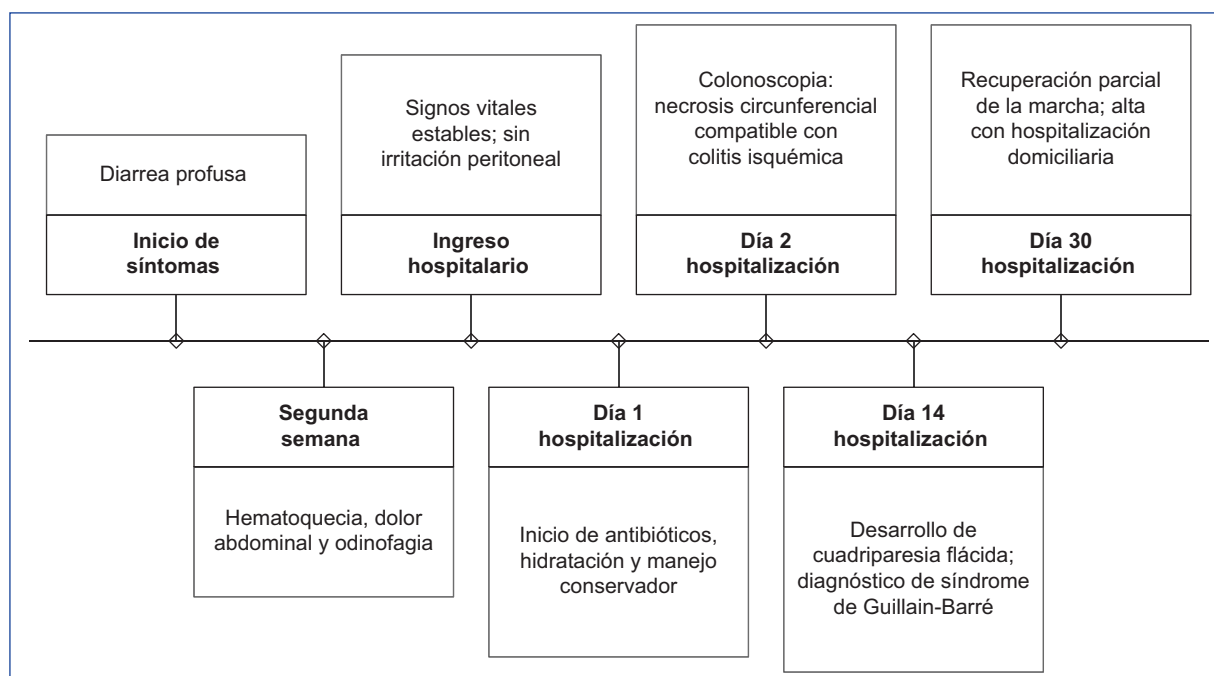 Diarrea profusa
Inicio de
síntomas
Segunda
semana
Hematoquecia, dolor
abdominal y odinofagia
Signos vitales
estables; sin
irritación peritoneal
Ingreso
hospitalario
Día 1
hospitalización
Inicio de antibióticos,
hidratación y manejo
conservador
Colonoscopia:
necrosis circunferencial
compatible con
colitis isquémica
Día 2
hospitalización
Día 14
hospitalización
Desarrollo de
cuadriparesia flácida;
diagnóstico de síndrome
de Guillain-Barré
Recuperación parcial
de la marcha; alta
con hospitalización
domiciliaria
Día 30
hospitalización